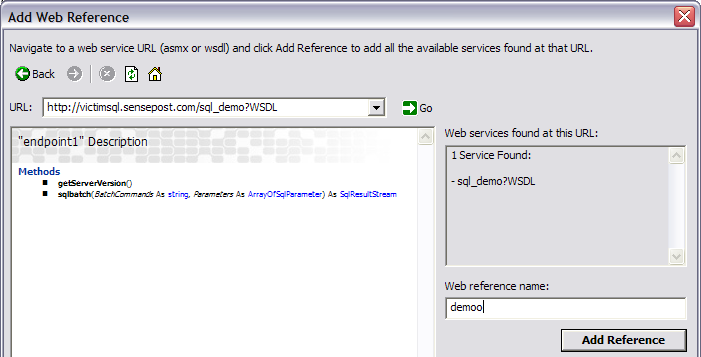 Add Web Reference
Navigate to a web service URL (asmx or wsdl) and click Add Reference to add all the available services found at that URL.
Back
URL: http://victimsql.sensepost.com/sql_demo?WSDL Go
"endpoint1" Description
Methods
getServerVersion()
sqlbatch(BatchCommands As string, Parameters As ArrayOfSqlParameter) As SqlResultStream
Web services found at this URL:
1 Service Found:
- sql_demo?WSDL
Web reference name:
demoo
Add Reference